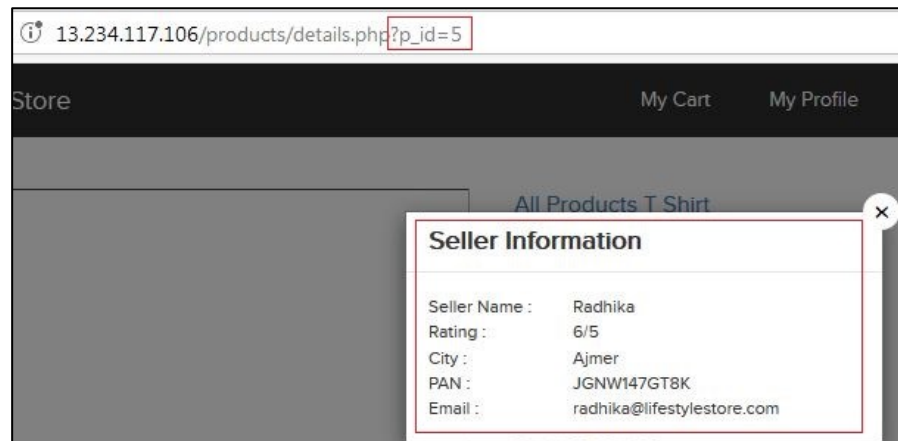 13.234.117.106/products/details.php?p_id=5
Store My Cart My Profile
All Products T Shirt
Seller Information
Seller Name : Radhika
Rating : 6/5
City : Ajmer
PAN : JGNW147GT8K
Email : radhika@lifestylestore.com